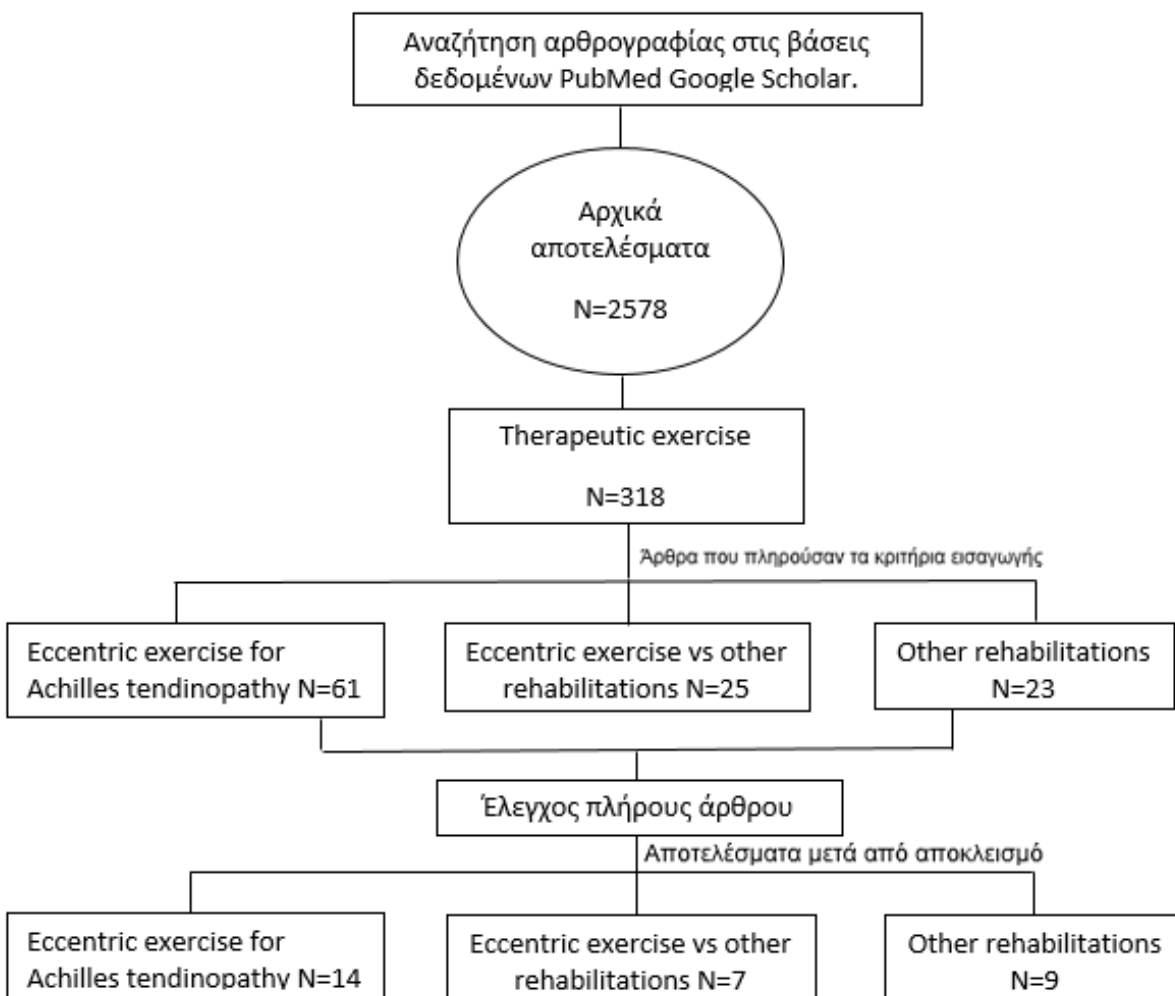 Αναζήτηση αρθρογραφίας στις βάσεις
δεδομένων PubMed Google Scholar.
Αρχικά
αποτελέσματα
N=2578
Therapeutic exercise
N=318
Άρθρα που πληρούσαν τα κριτήρια εισαγωγής
Eccentric exercise for
Achilles tendinopathy N=61
Eccentric exercise vs other
rehabilitations N=25
Other rehabilitations
N=23
Έλεγχος πλήρους άρθρου
Αποτελέσματα μετά από αποκλεισμό
Eccentric exercise for
Achilles tendinopathy N=14
Eccentric exercise vs other
rehabilitations N=7
Other rehabilitations
N=9